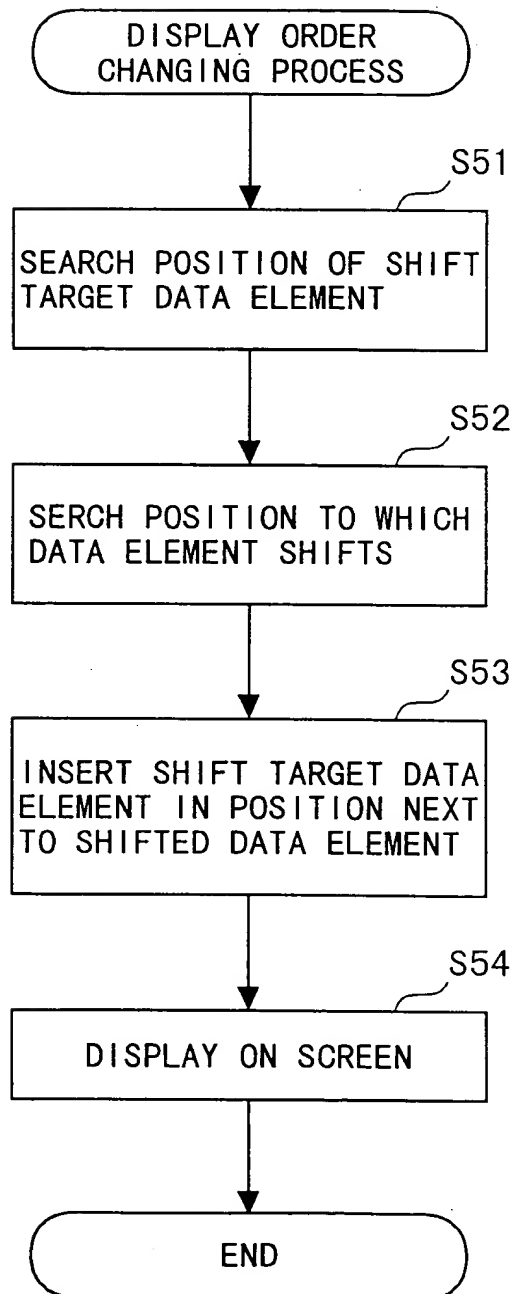 DISPLAY ORDER
CHANGING PROCESS
S51
SEARCH POSITION OF SHIFT
TARGET DATA ELEMENT
S52
SERCH POSITION TO WHICH
DATA ELEMENT SHIFTS
S53
INSERT SHIFT TARGET DATA
ELEMENT IN POSITION NEXT
TO SHIFTED DATA ELEMENT
S54
DISPLAY ON SCREEN
END